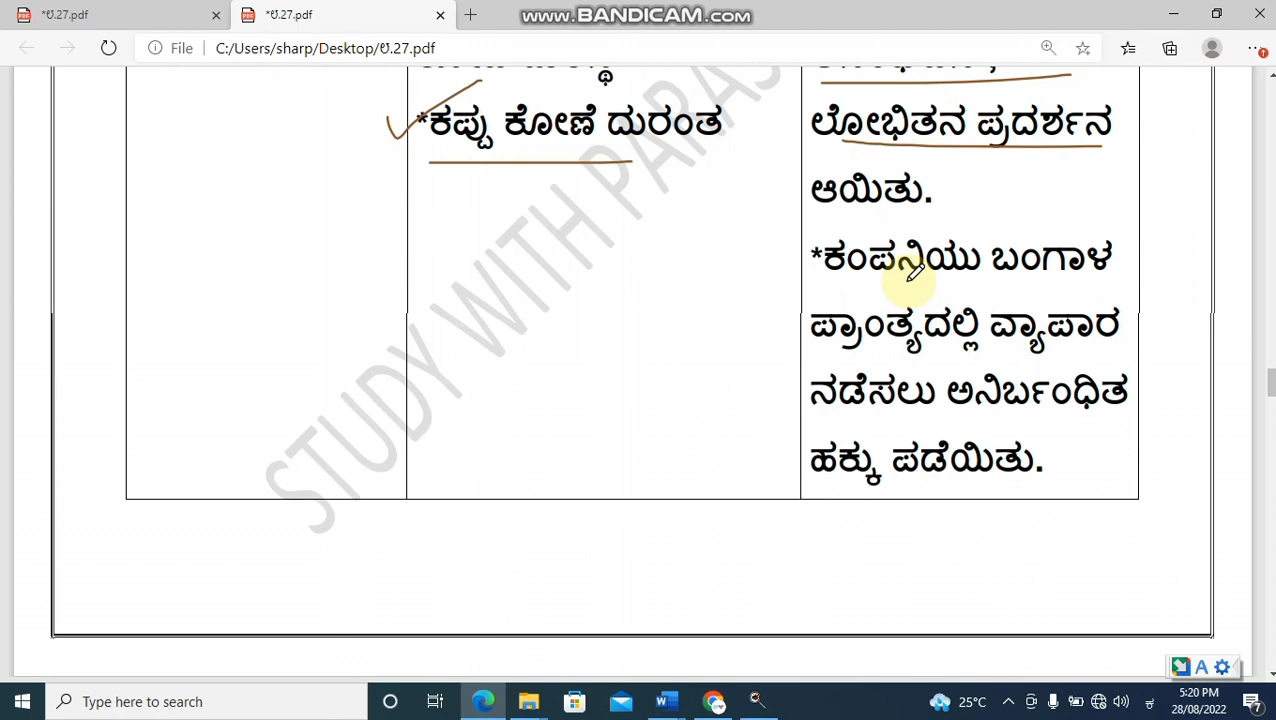 *ಅ.27.pdf
*ಅ.27.pdf
www.BANDICAM.com
File
C:/Users/sharp/Desktop/ಅ.27.pdf
*ಕಪ್ಪು ಕೋಣೆ ದುರಂತ
ಲೋಭಿತನ ಪ್ರದರ್ಶನ
ಆಯಿತು.
*ಕಂಪನಿಯು ಬಂಗಾಳ
ಪ್ರಾಂತ್ಯದಲ್ಲಿ ವ್ಯಾಪಾರ
ನಡೆಸಲು ಅನಿರ್ಬಂಧಿತ
ಹಕ್ಕು ಪಡೆಯಿತು.
STUDY WITH PARAS
Type here to search
25°C
5:20 PM
28/08/2022